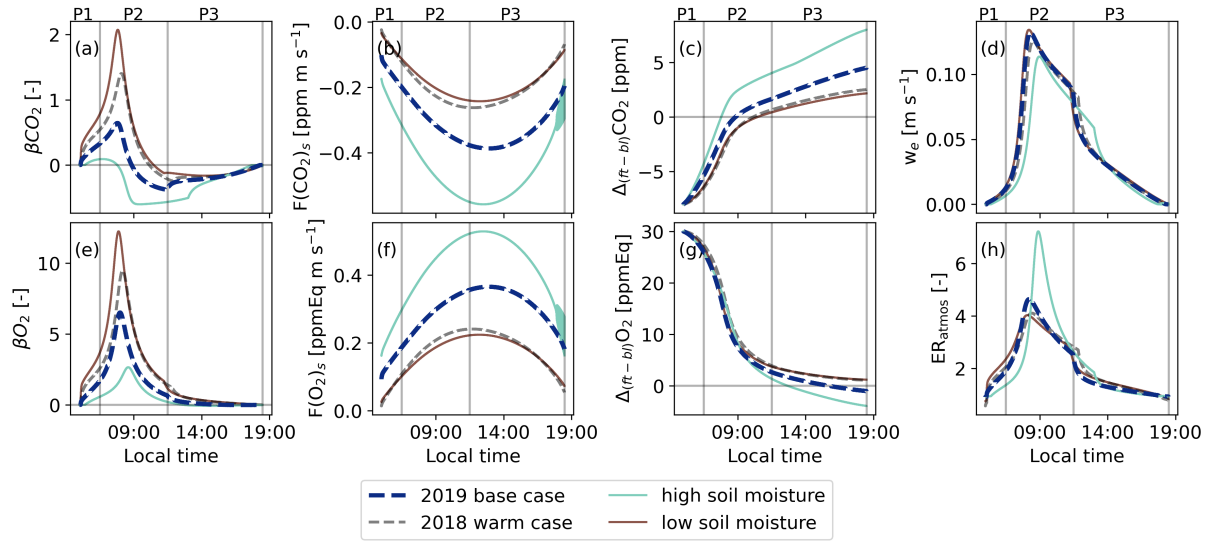 P1 P2 P3
(a)
βCO₂ [-]
2
1
0
P1 P2 P3
(b)
F(CO₂)ₛ [ppm m s⁻¹]
0.0
−0.2
−0.4
P1 P2 P3
(c)
Δ₍ft − bl₎CO₂ [ppm]
5
0
−5
P1 P2 P3
(d)
wₑ [m s⁻¹]
0.10
0.05
0.00
(e)
βO₂ [-]
10
5
0
09:00 14:00 19:00
Local time
(f)
F(O₂)ₛ [ppmEq m s⁻¹]
0.4
0.2
0.0
09:00 14:00 19:00
Local time
(g)
Δ₍ft − bl₎O₂ [ppmEq]
30
20
10
0
09:00 14:00 19:00
Local time
(h)
ERatmos [-]
6
4
2
09:00 14:00 19:00
Local time
2019 base case
2018 warm case
high soil moisture
low soil moisture